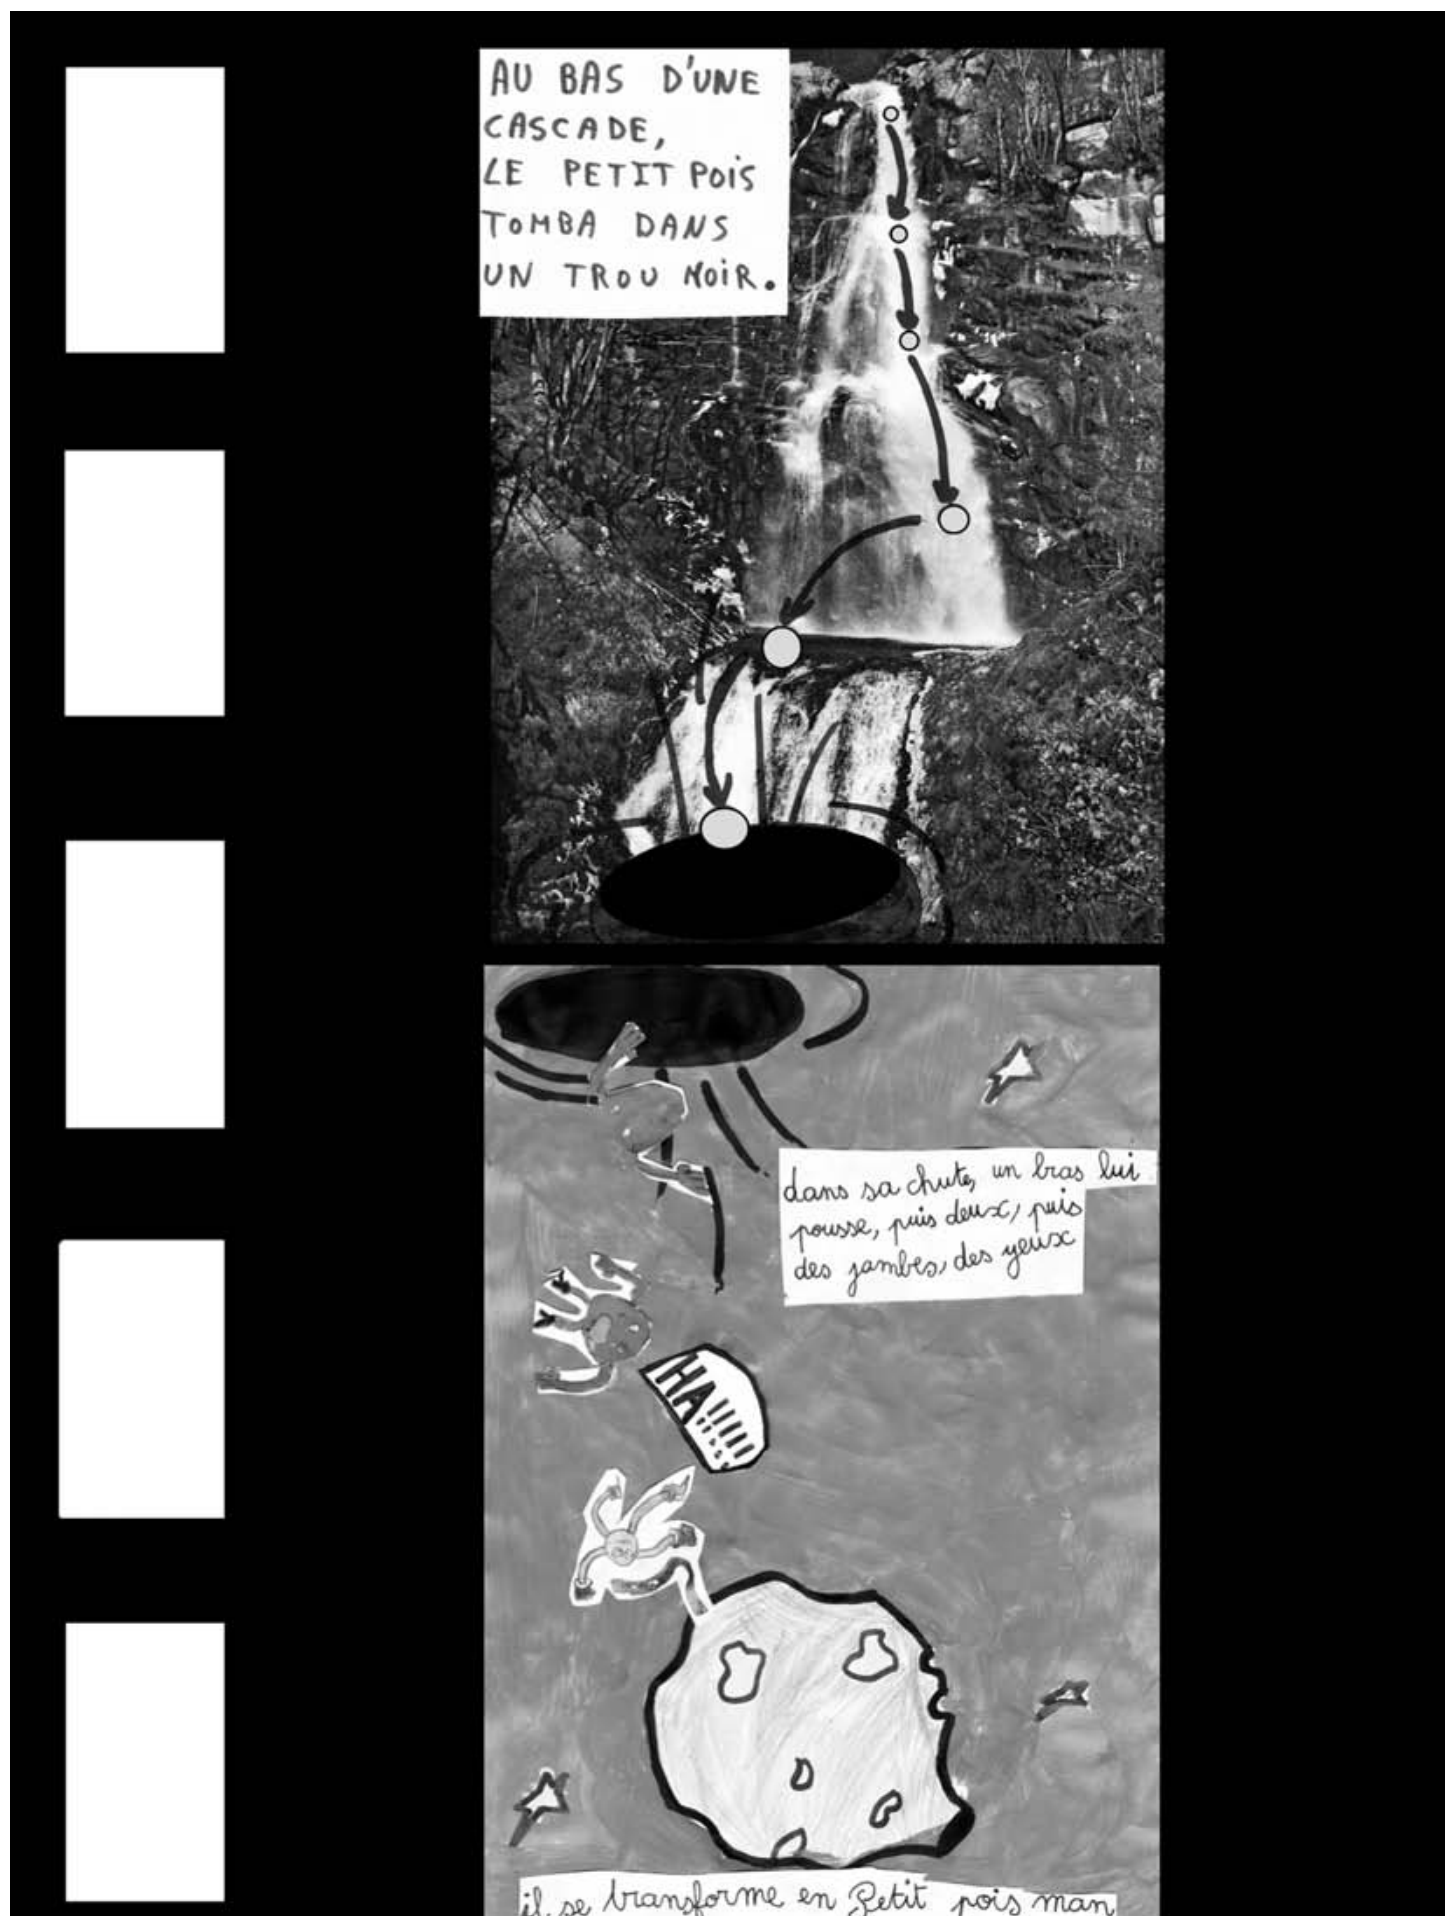 AU BAS D'UNE
CASCADE,
LE PETIT POIS
TOMBA DANS
UN TROU NOIR.
dans sa chute, un bras lui
pousse, puis deux, puis
des jambes, des yeux
HA!!!!!!
il se transforme en Petit pois man